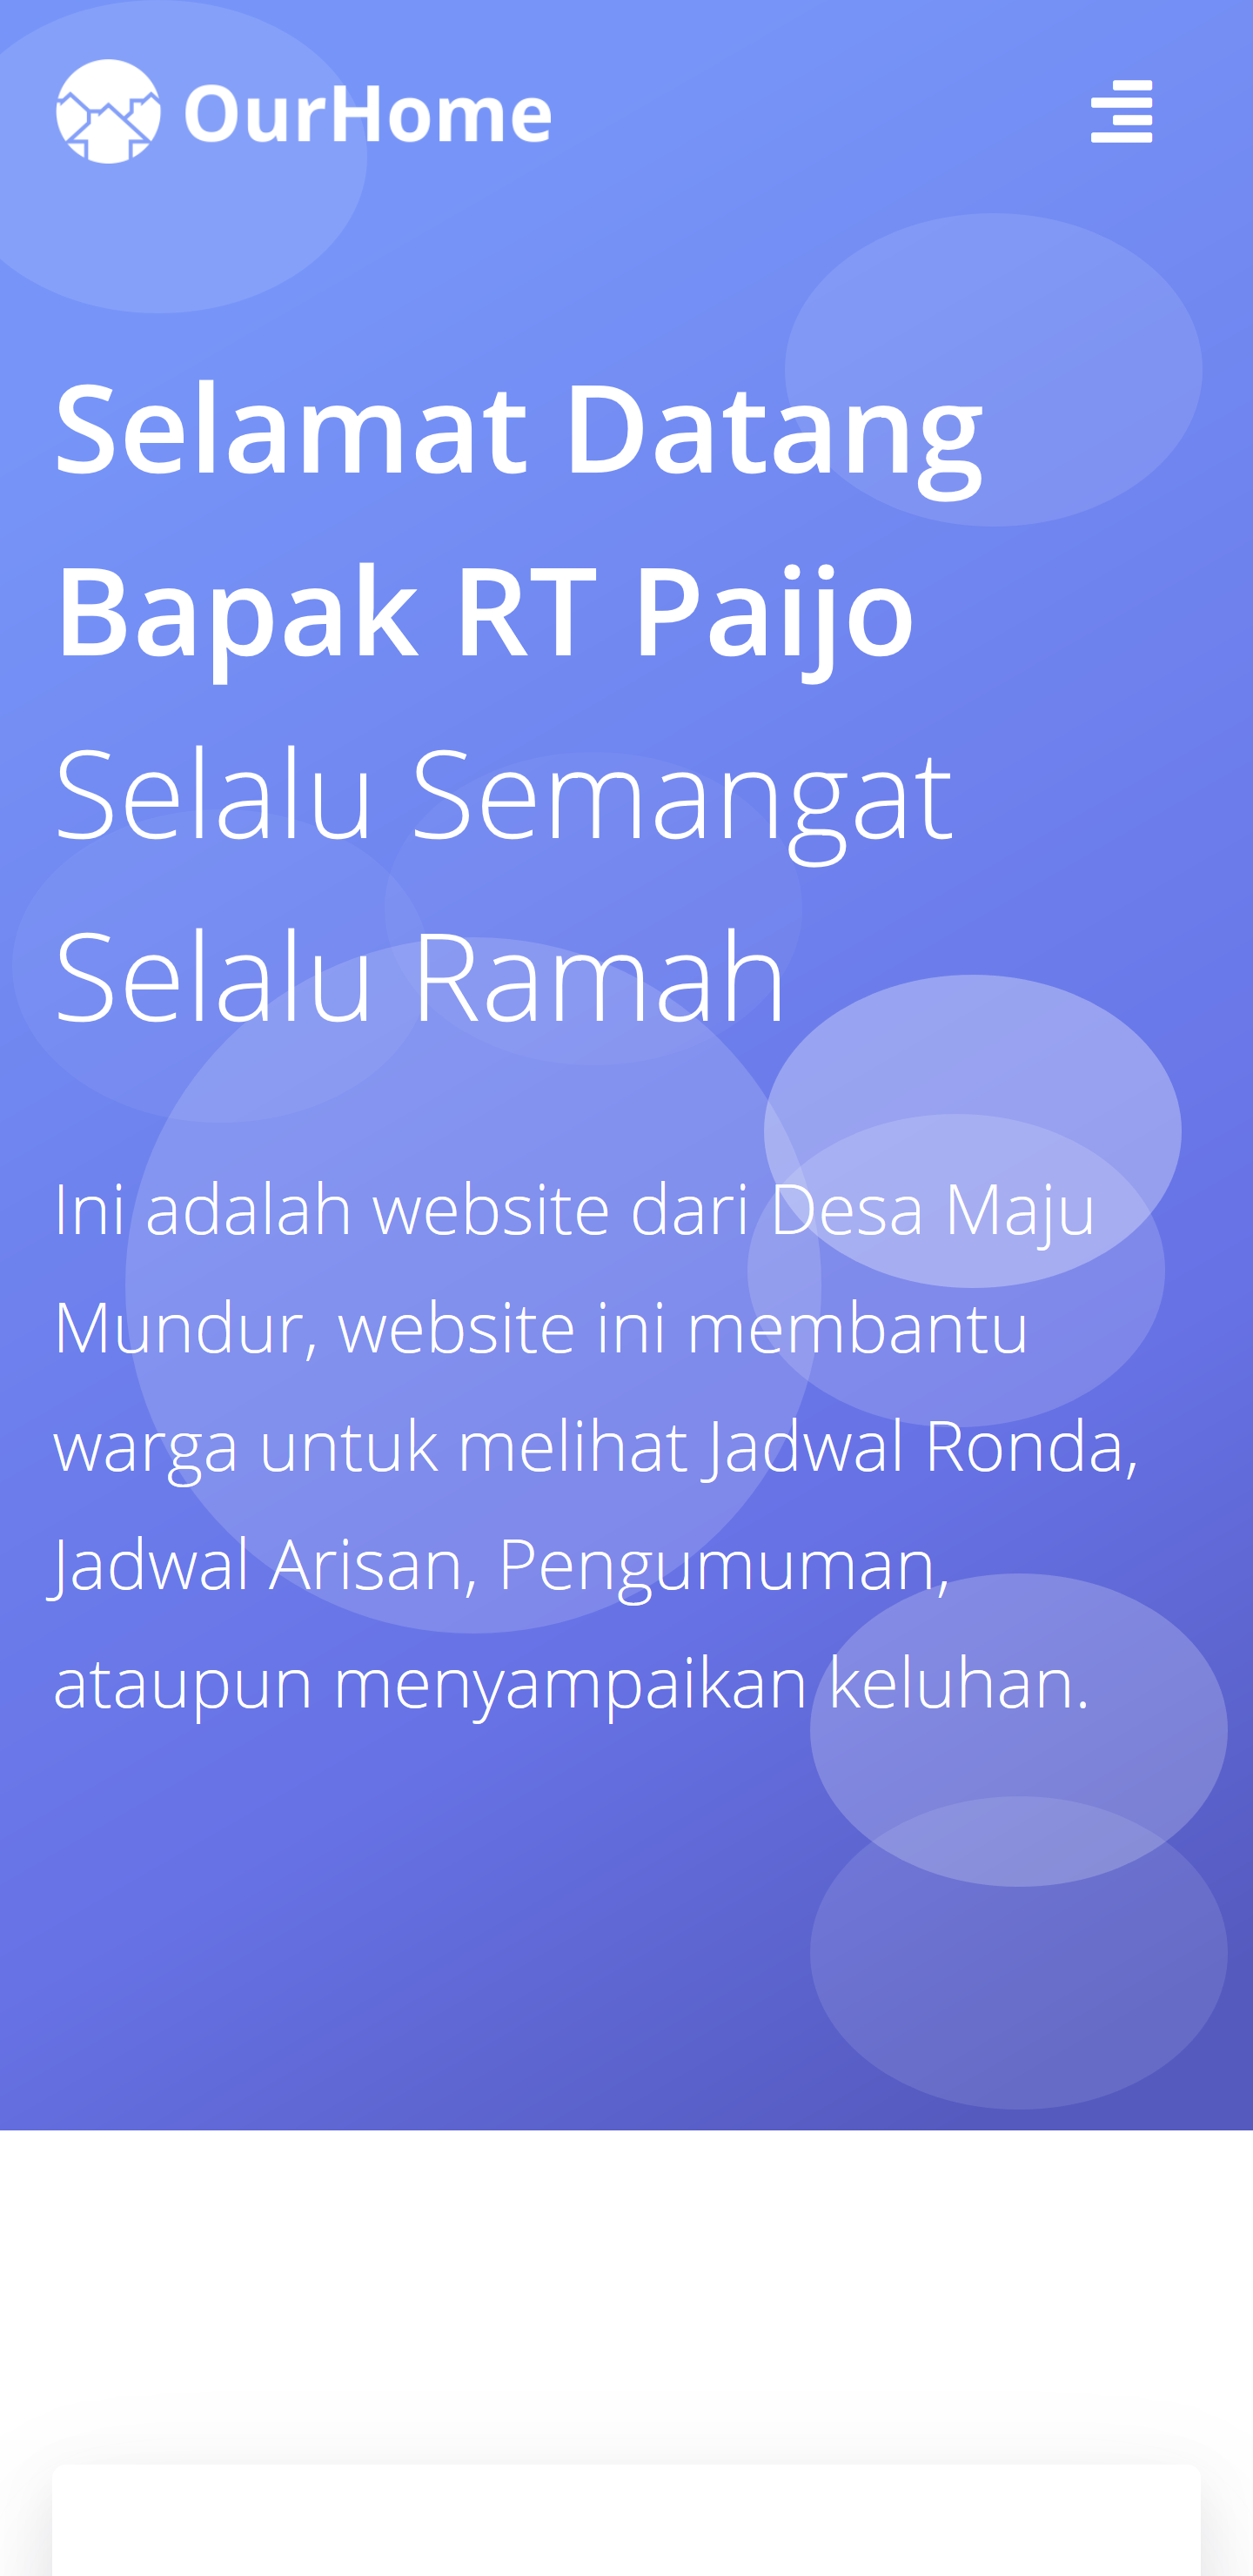 OurHome
Selamat Datang
Bapak RT Paijo
Selalu Semangat
Selalu Ramah
Ini adalah website dari Desa Maju
Mundur, website ini membantu
warga untuk melihat Jadwal Ronda,
Jadwal Arisan, Pengumuman,
ataupun menyampaikan keluhan.